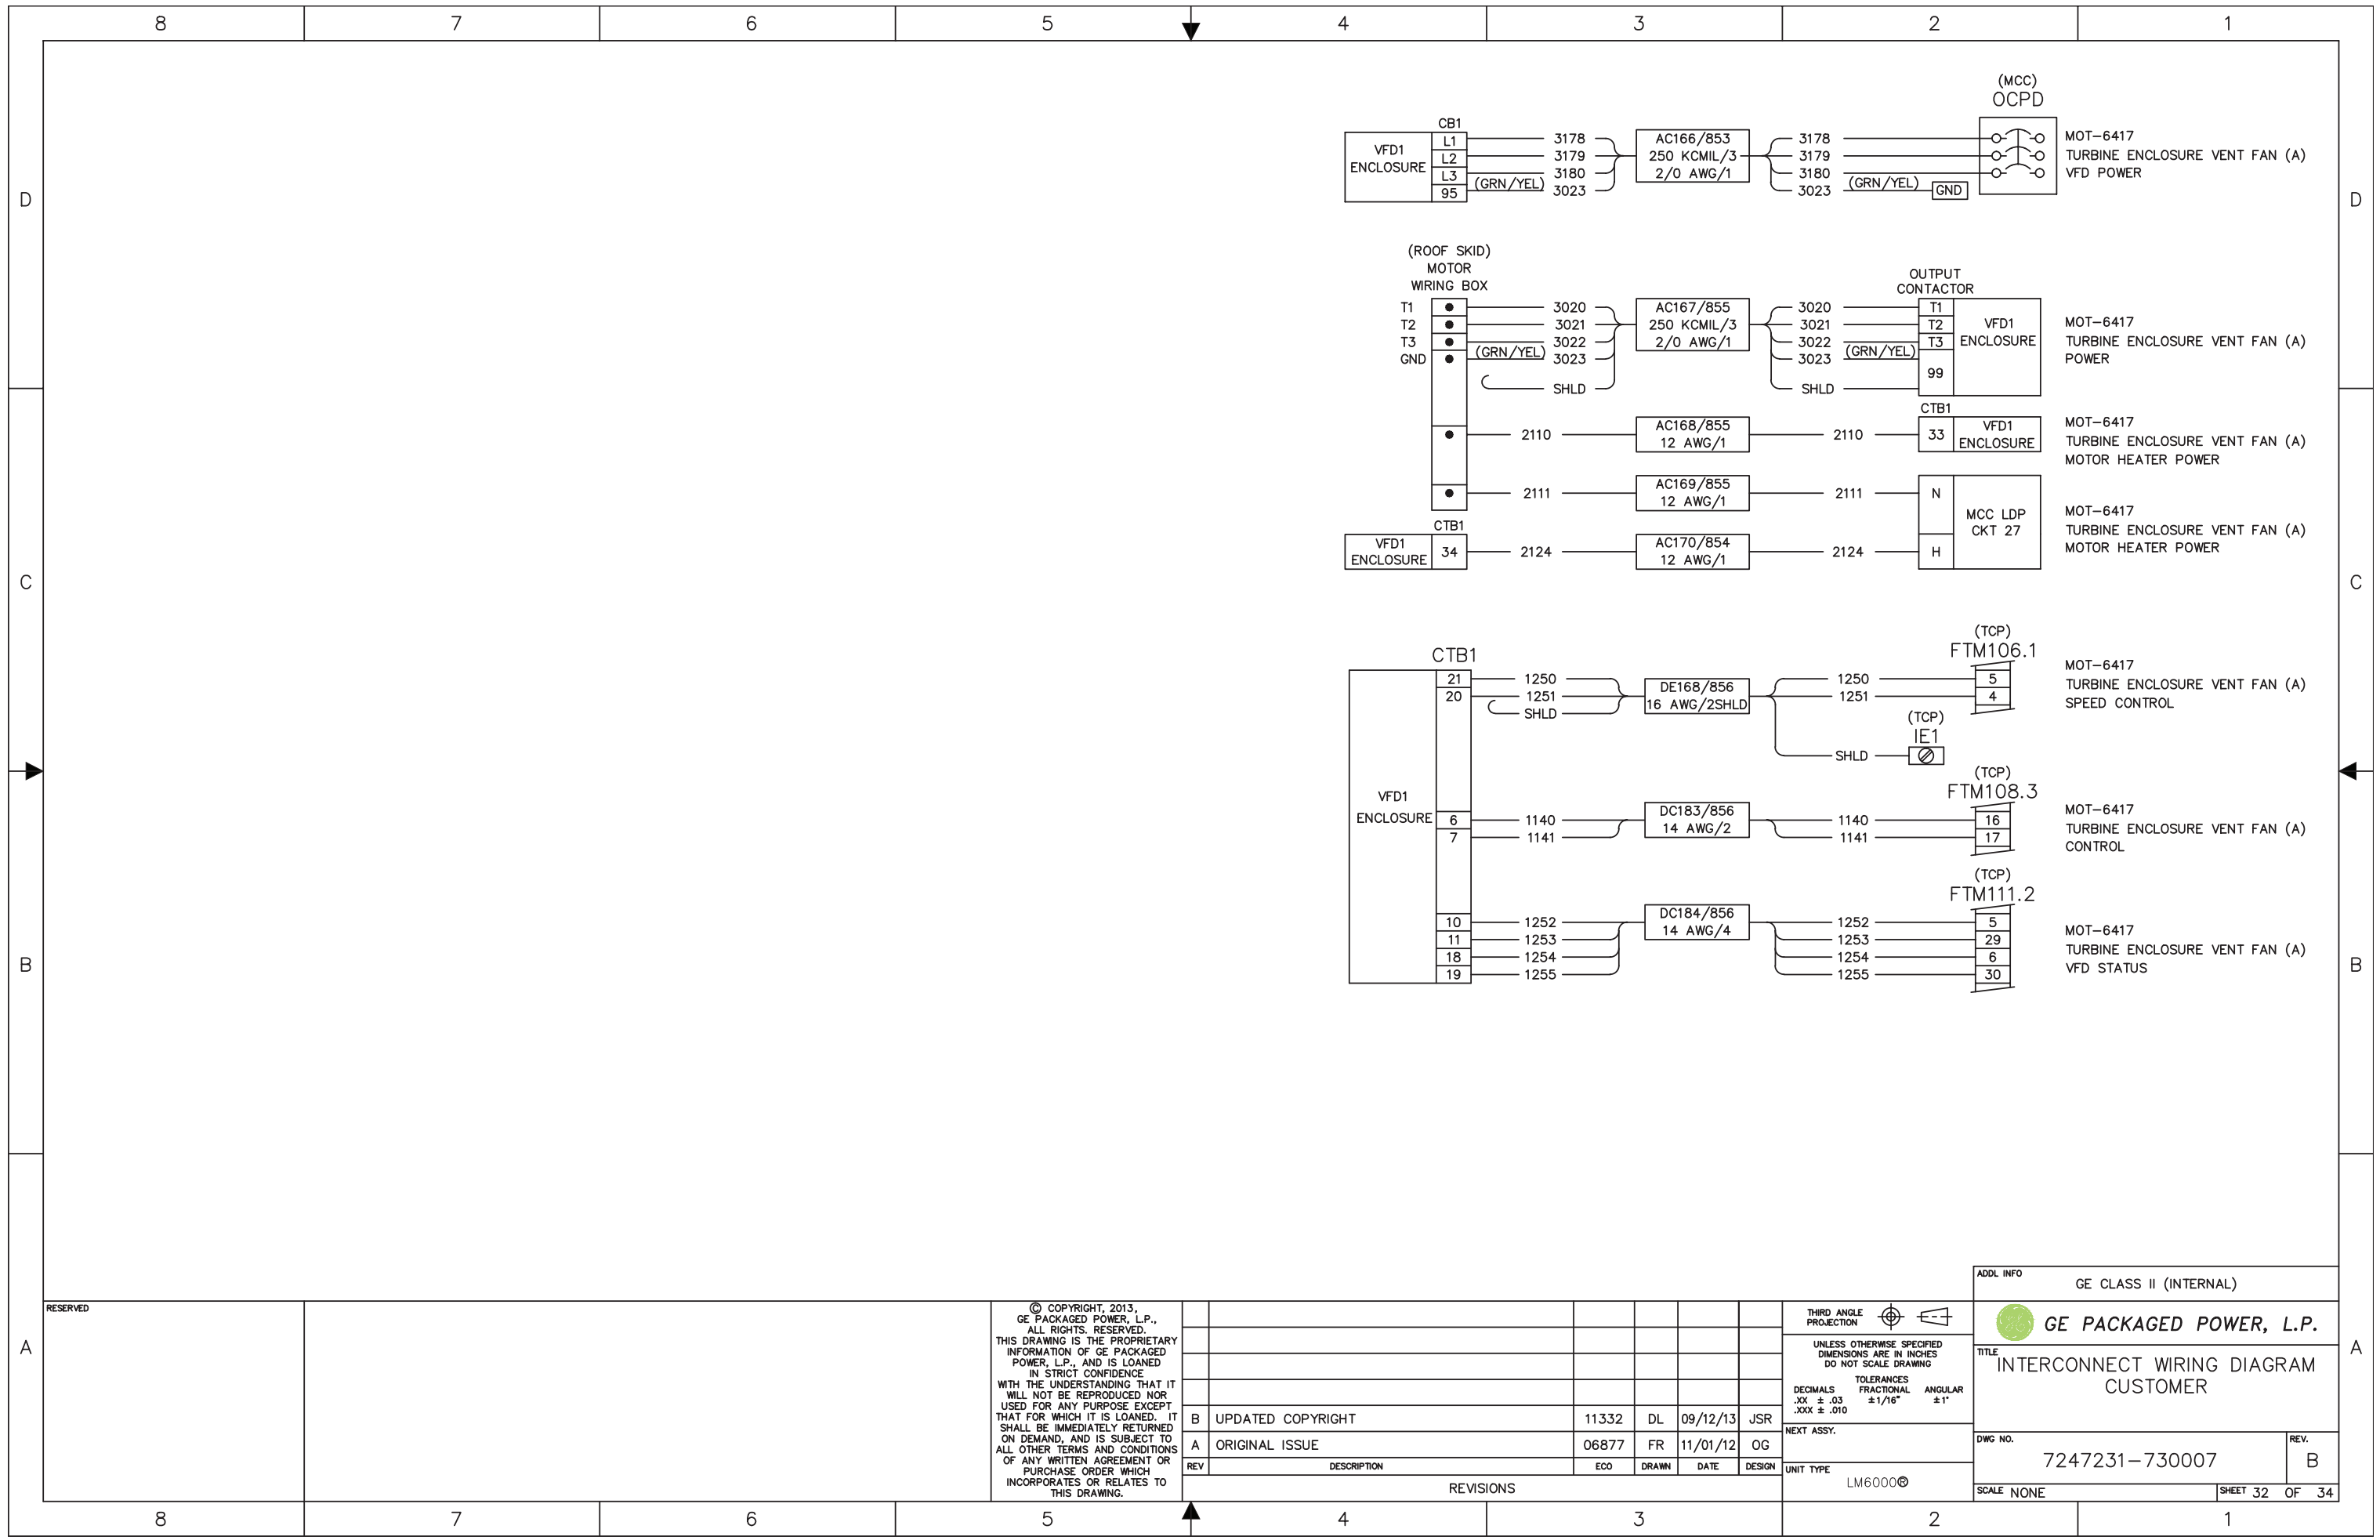 8 7 6 5 4 3 2 1
D
D
C
C
B
B
A
A
(MCC)
OCPD
CB1
VFD1
ENCLOSURE
L1
L2
L3
95
3178
3179
3180
(GRN/YEL) 3023
AC166/853
250 KCMIL/3
2/0 AWG/1
3178
3179
3180
3023 (GRN/YEL)
GND
MOT-6417
TURBINE ENCLOSURE VENT FAN (A)
VFD POWER
(ROOF SKID)
MOTOR
WIRING BOX
T1
T2
T3
GND
3020
3021
3022
(GRN/YEL) 3023
SHLD
AC167/855
250 KCMIL/3
2/0 AWG/1
3020
3021
3022
3023 (GRN/YEL)
SHLD
OUTPUT
CONTACTOR
T1
T2
T3
99
VFD1
ENCLOSURE
MOT-6417
TURBINE ENCLOSURE VENT FAN (A)
POWER
2110
AC168/855
12 AWG/1
2110
CTB1
33
VFD1
ENCLOSURE
MOT-6417
TURBINE ENCLOSURE VENT FAN (A)
MOTOR HEATER POWER
2111
AC169/855
12 AWG/1
2111
N
MCC LDP
CKT 27
H
MOT-6417
TURBINE ENCLOSURE VENT FAN (A)
MOTOR HEATER POWER
CTB1
VFD1
ENCLOSURE
34
2124
AC170/854
12 AWG/1
2124
CTB1
VFD1
ENCLOSURE
21
20
1250
1251
SHLD
DE168/856
16 AWG/2SHLD
1250
1251
SHLD
(TCP)
FTM106.1
5
4
(TCP)
IE1
MOT-6417
TURBINE ENCLOSURE VENT FAN (A)
SPEED CONTROL
6
7
1140
1141
DC183/856
14 AWG/2
1140
1141
(TCP)
FTM108.3
16
17
MOT-6417
TURBINE ENCLOSURE VENT FAN (A)
CONTROL
10
11
18
19
1252
1253
1254
1255
DC184/856
14 AWG/4
1252
1253
1254
1255
(TCP)
FTM111.2
5
29
6
30
MOT-6417
TURBINE ENCLOSURE VENT FAN (A)
VFD STATUS
RESERVED
© COPYRIGHT, 2013,
GE PACKAGED POWER, L.P.,
ALL RIGHTS. RESERVED.
THIS DRAWING IS THE PROPRIETARY
INFORMATION OF GE PACKAGED
POWER, L.P., AND IS LOANED
IN STRICT CONFIDENCE
WITH THE UNDERSTANDING THAT IT
WILL NOT BE REPRODUCED NOR
USED FOR ANY PURPOSE EXCEPT
THAT FOR WHICH IT IS LOANED. IT
SHALL BE IMMEDIATELY RETURNED
ON DEMAND, AND IS SUBJECT TO
ALL OTHER TERMS AND CONDITIONS
OF ANY WRITTEN AGREEMENT OR
PURCHASE ORDER WHICH
INCORPORATES OR RELATES TO
THIS DRAWING.
B UPDATED COPYRIGHT 11332 DL 09/12/13 JSR
A ORIGINAL ISSUE 06877 FR 11/01/12 OG
REV DESCRIPTION ECO DRAWN DATE DESIGN
REVISIONS
THIRD ANGLE
PROJECTION
UNLESS OTHERWISE SPECIFIED
DIMENSIONS ARE IN INCHES
DO NOT SCALE DRAWING
TOLERANCES
DECIMALS FRACTIONAL ANGULAR
.XX ± .03 ±1/16" ±1°
.XXX ± .010
NEXT ASSY.
UNIT TYPE
LM6000®
ADDL INFO
GE CLASS II (INTERNAL)
GE PACKAGED POWER, L.P.
TITLE
INTERCONNECT WIRING DIAGRAM
CUSTOMER
DWG NO.
7247231-730007
REV.
B
SCALE NONE
SHEET 32 OF 34
8 7 6 5 4 3 2 1